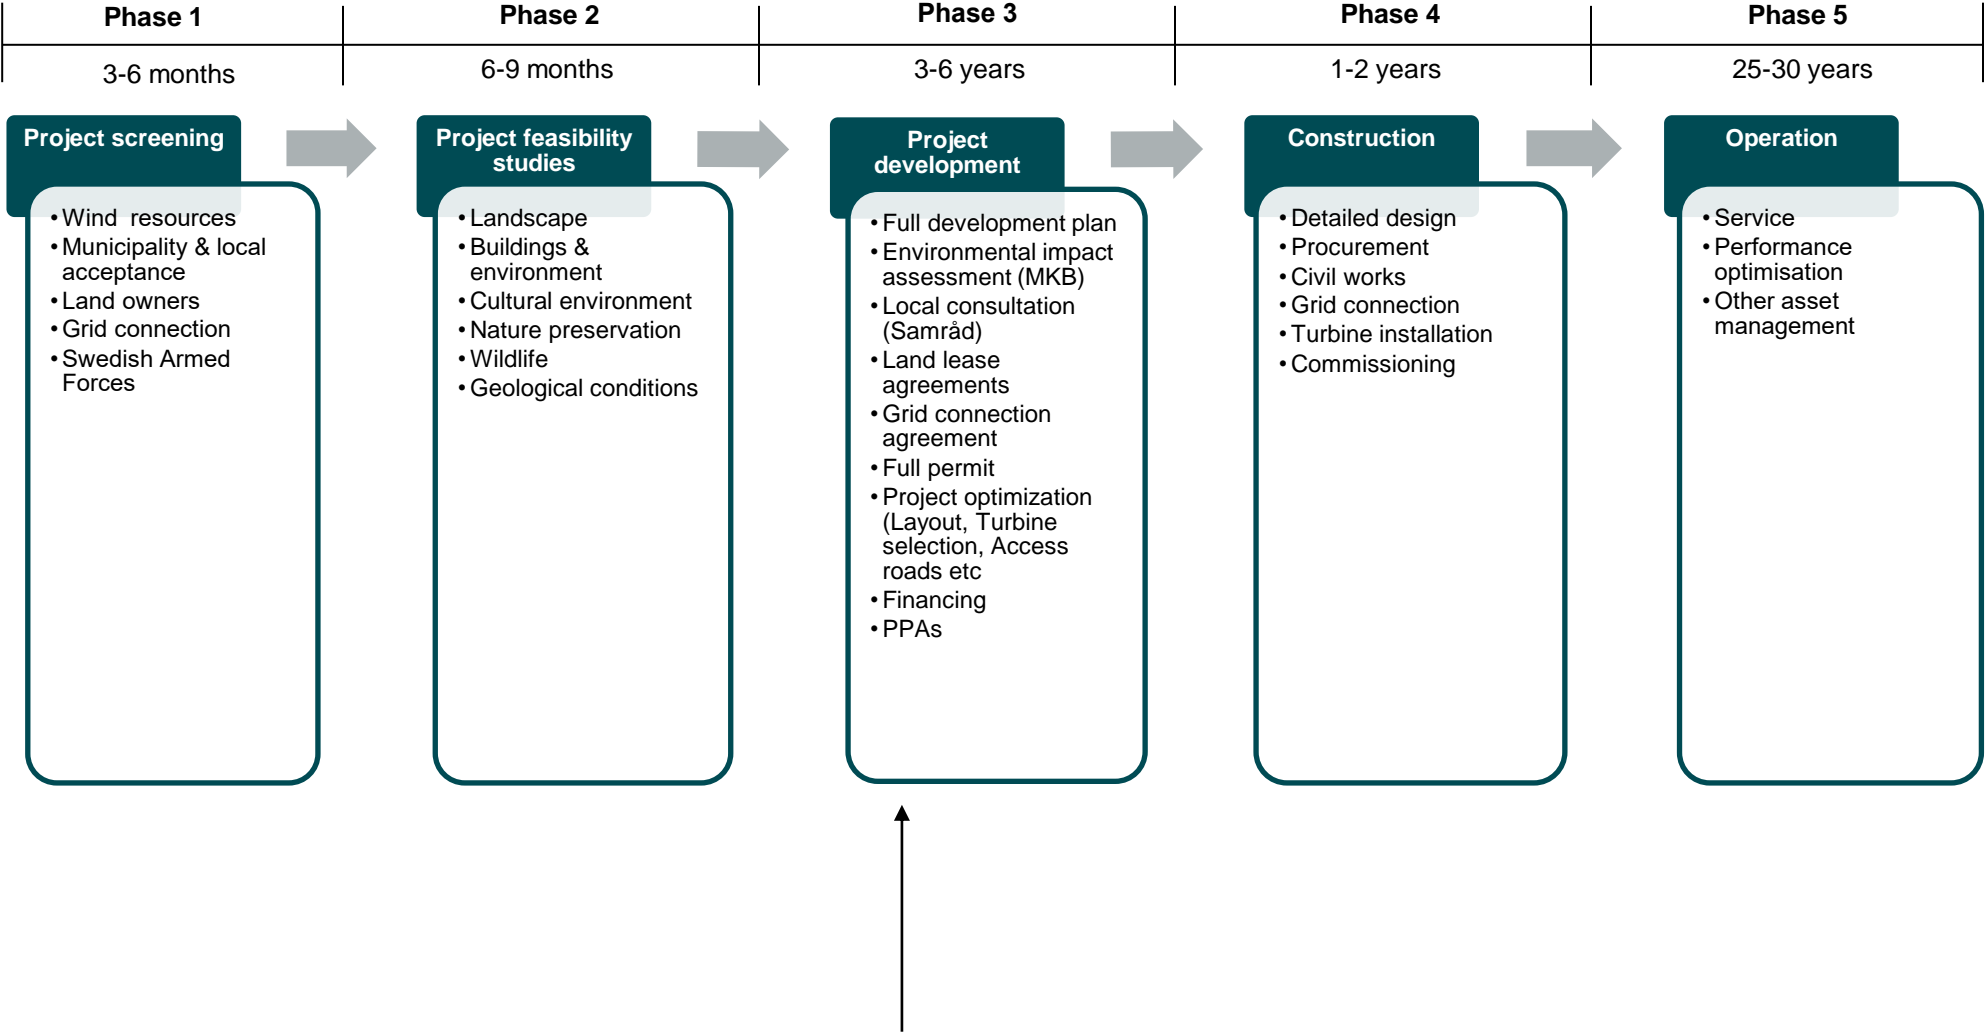 Phase 1
Phase 2
Phase 3
Phase 4
Phase 5
3-6 months
6-9 months
3-6 years
1-2 years
25-30 years
Project screening
• Wind  resources
• Municipality & local
acceptance
• Land owners
• Grid connection
• Swedish Armed
Forces
Project feasibility
studies
• Landscape
• Buildings &
environment
• Cultural environment
• Nature preservation
• Wildlife
• Geological conditions
Project
development
• Full development plan
• Environmental impact
assessment (MKB)
• Local consultation
(Samråd)
• Land lease
agreements
• Grid connection
agreement
• Full permit
• Project optimization
(Layout, Turbine
selection, Access
roads etc
• Financing
• PPAs
Construction
• Detailed design
• Procurement
• Civil works
• Grid connection
• Turbine installation
• Commissioning
Operation
• Service
• Performance
optimisation
• Other asset
management